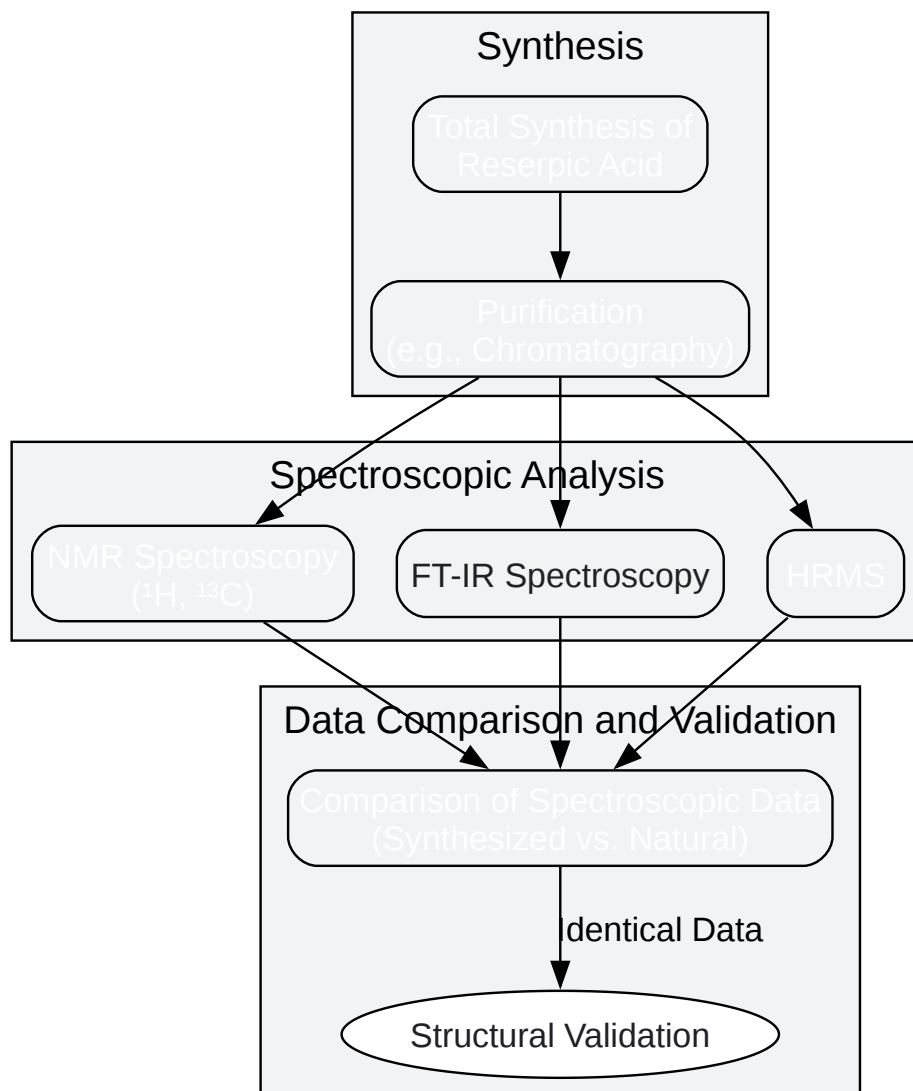 Synthesis
Total Synthesis of
Reserpic Acid
Purification
(e.g., Chromatography)
Spectroscopic Analysis
NMR Spectroscopy
(¹H, ¹³C)
FT-IR Spectroscopy
HRMS
Data Comparison and Validation
Comparison of Spectroscopic Data
(Synthesized vs. Natural)
Identical Data
Structural Validation